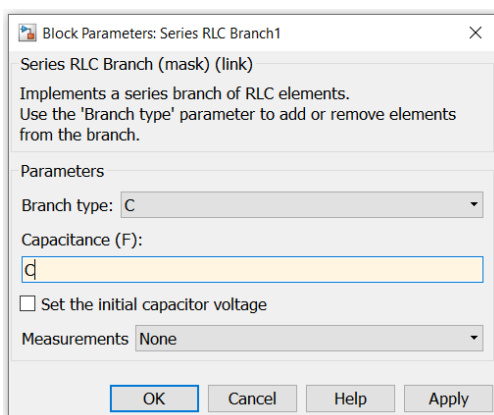 Block Parameters: Series RLC Branch1
Series RLC Branch (mask) (link)
Implements a series branch of RLC elements.
Use the 'Branch type' parameter to add or remove elements
from the branch.
Parameters
Branch type: C
Capacitance (F):
C
Set the initial capacitor voltage
Measurements None
OK Cancel Help Apply